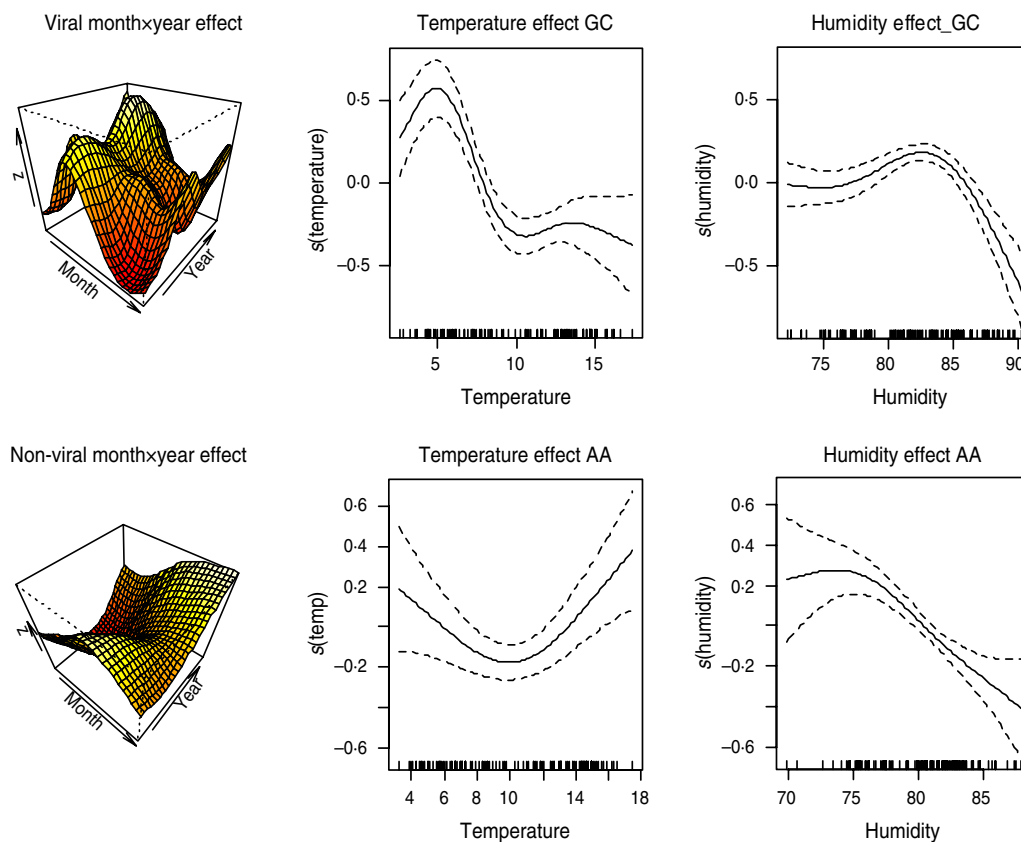 Viral month×year effect
Temperature effect GC
Humidity effect_GC
z
Month
Year
s(temperature)
0·5
0·0
−0·5
5
10
15
Temperature
s(humidity)
0·5
0·0
−0·5
75
80
85
90
Humidity
Non-viral month×year effect
Temperature effect AA
Humidity effect AA
z
Month
Year
s(temp)
0·6
0·4
0·2
−0·2
−0·6
4
6
8
10
14
18
Temperature
s(humidity)
0·6
0·4
0·2
−0·2
−0·6
70
75
80
85
Humidity